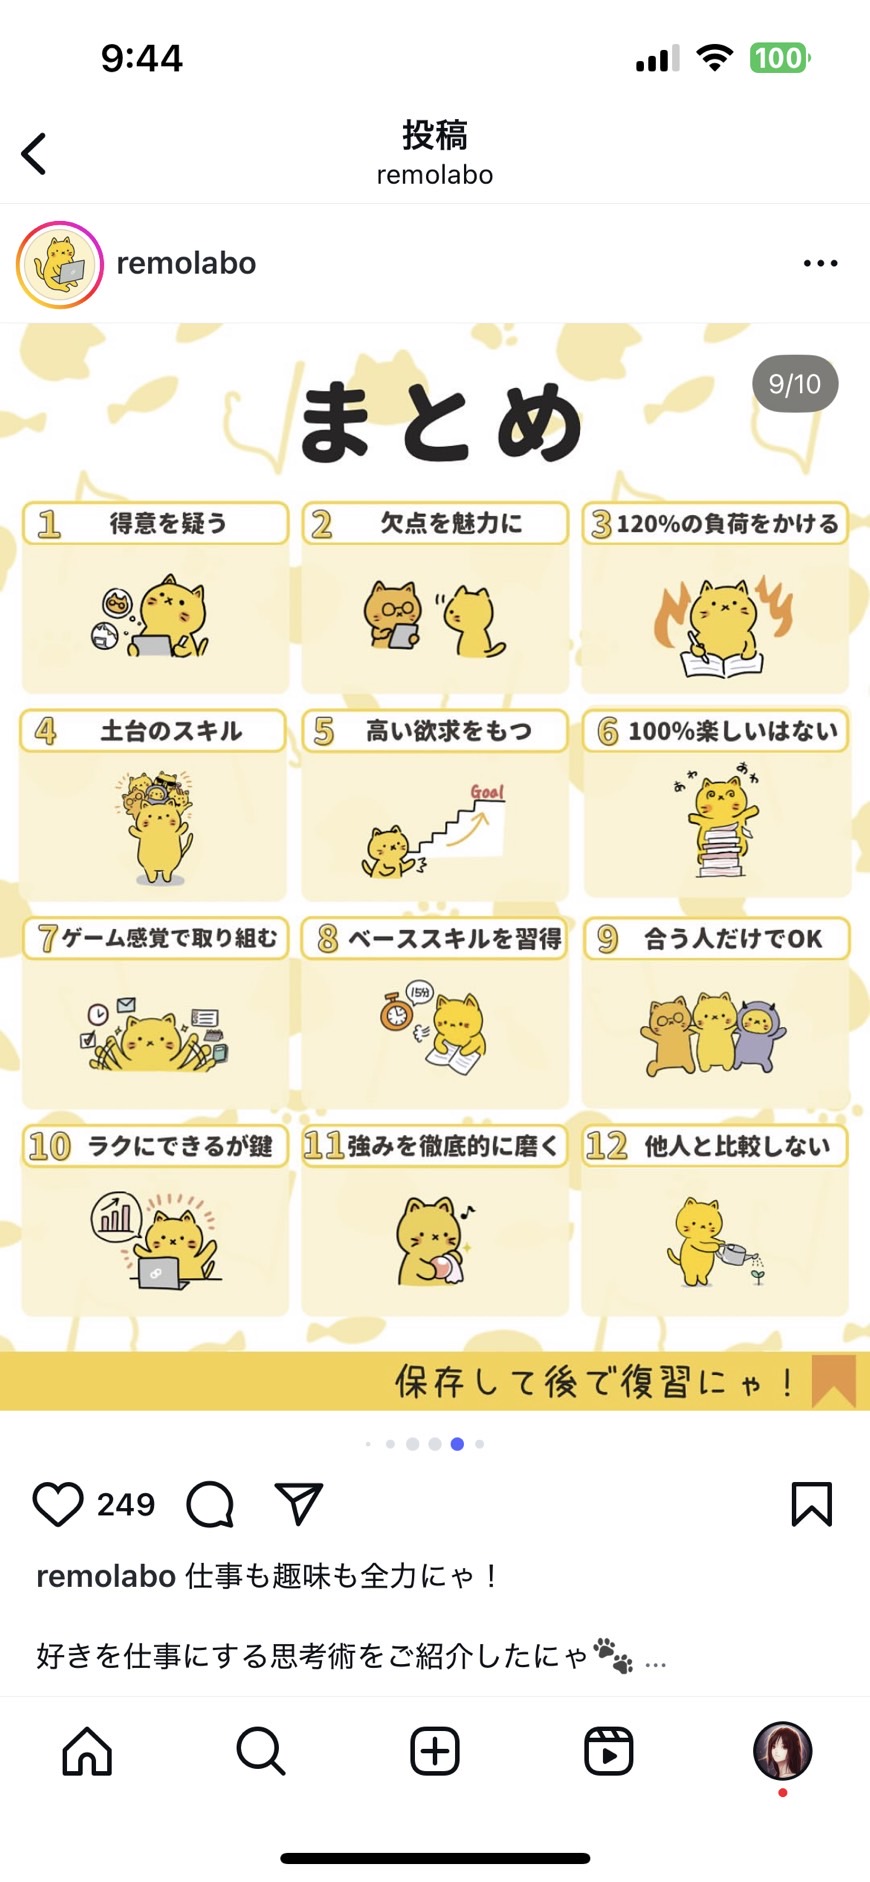 9:44
100
投稿
remolabo
remolabo
まとめ
9/10
1 得意を疑う
2 欠点を魅力に
3 120%の負荷をかける
4 土台のスキル
5 高い欲求をもつ
Goal
6 100%楽しいはない
あわ
あわ
7 ゲーム感覚で取り組む
8 ベーススキルを習得
15分
9 合う人だけでOK
10 ラクにできるが鍵
11 強みを徹底的に磨く
12 他人と比較しない
保存して後で復習にゃ！
249
remolabo 仕事も趣味も全力にゃ！
好きを仕事にする思考術をご紹介したにゃ🐾 ...